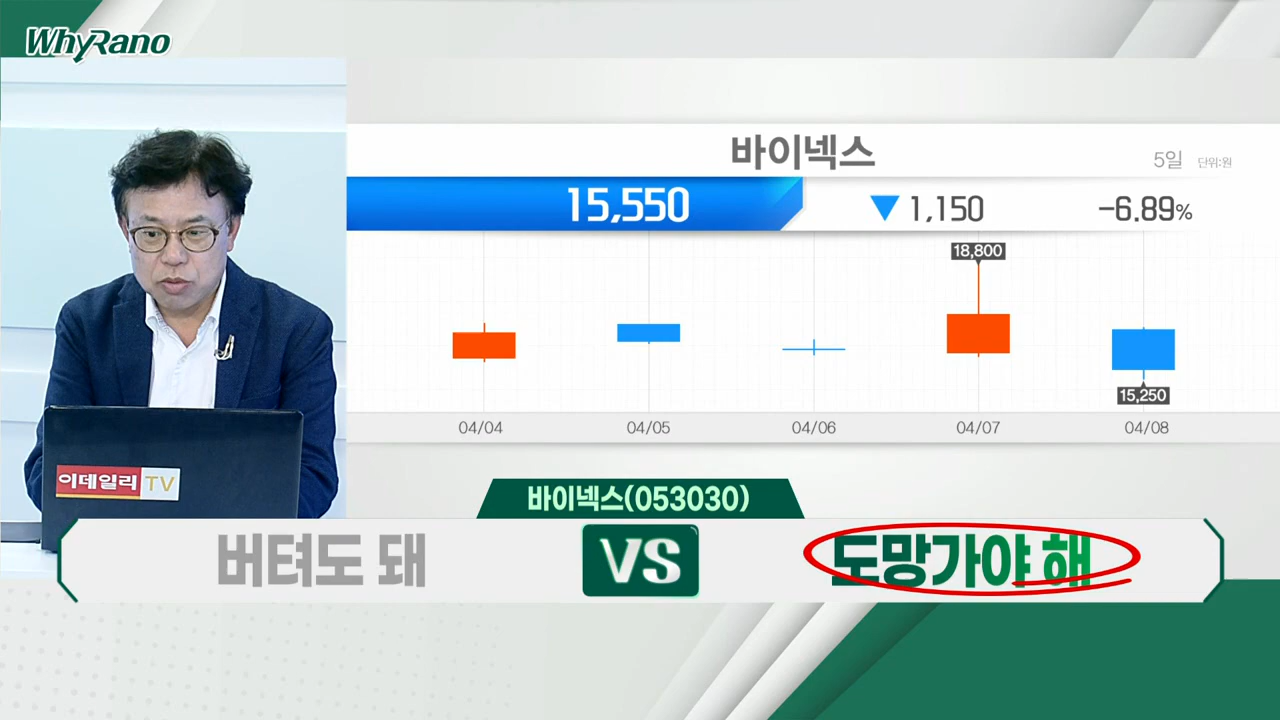 WhyRano
바이넥스
5일 단위:원
15,550 ▼ 1,150 -6.89%
18,800
15,250
04/04 04/05 04/06 04/07 04/08
이데일리 TV
바이넥스(053030)
버텨도 돼 VS 도망가야 해